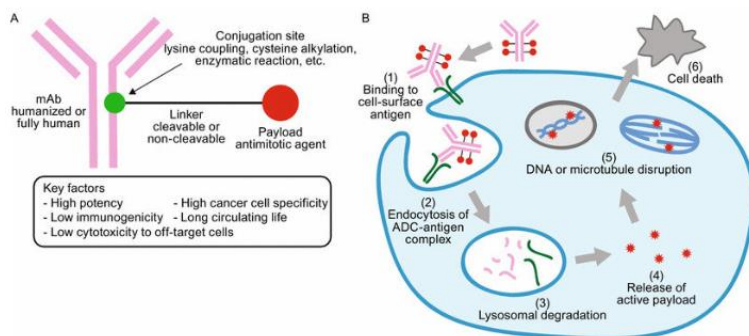 A
Conjugation site
lysine coupling, cysteine alkylation,
enzymatic reaction, etc.
mAb
humanized or
fully human
Linker
cleavable or
non-cleavable
Payload
antimitotic agent
Key factors
- High potency - High cancer cell specificity
- Low immunogenicity - Long circulating life
- Low cytotoxicity to off-target cells
B
(1)
Binding to
cell-surface
antigen
(2)
Endocytosis of
ADC-antigen
complex
(3)
Lysosomal degradation
(4)
Release of
active payload
(5)
DNA or microtubule disruption
(6)
Cell death